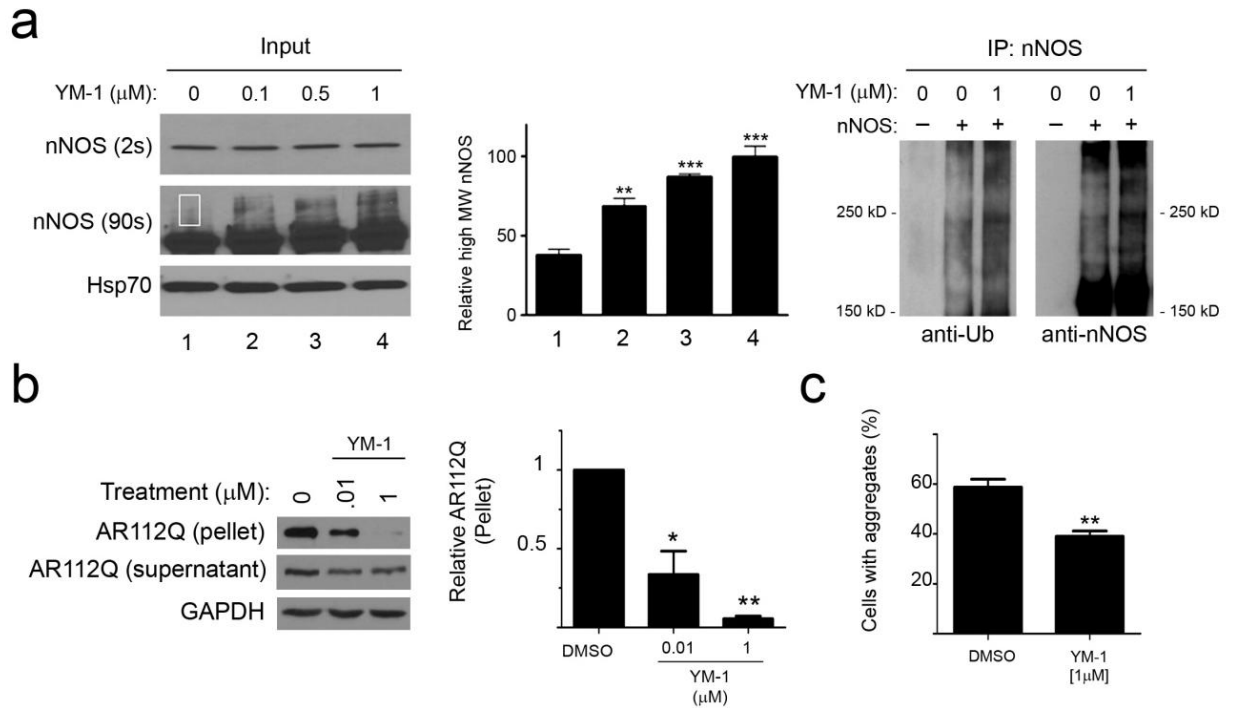 a
Input
YM-1 (μM): 0 0.1 0.5 1
nNOS (2s)
nNOS (90s)
Hsp70
1 2 3 4
Relative high MW nNOS
100
50
0
** *** ***
1 2 3 4
IP: nNOS
YM-1 (μM): 0 0 1 0 0 1
nNOS: – + + – + +
250 kD - - 250 kD
150 kD - - 150 kD
anti-Ub anti-nNOS
b
YM-1
Treatment (μM): 0 .01 1
AR112Q (pellet)
AR112Q (supernatant)
GAPDH
Relative AR112Q
(Pellet)
1
0.5
* **
DMSO 0.01 1
YM-1
(μM)
c
Cells with aggregates (%)
60
40
20
**
DMSO YM-1
[1μM]